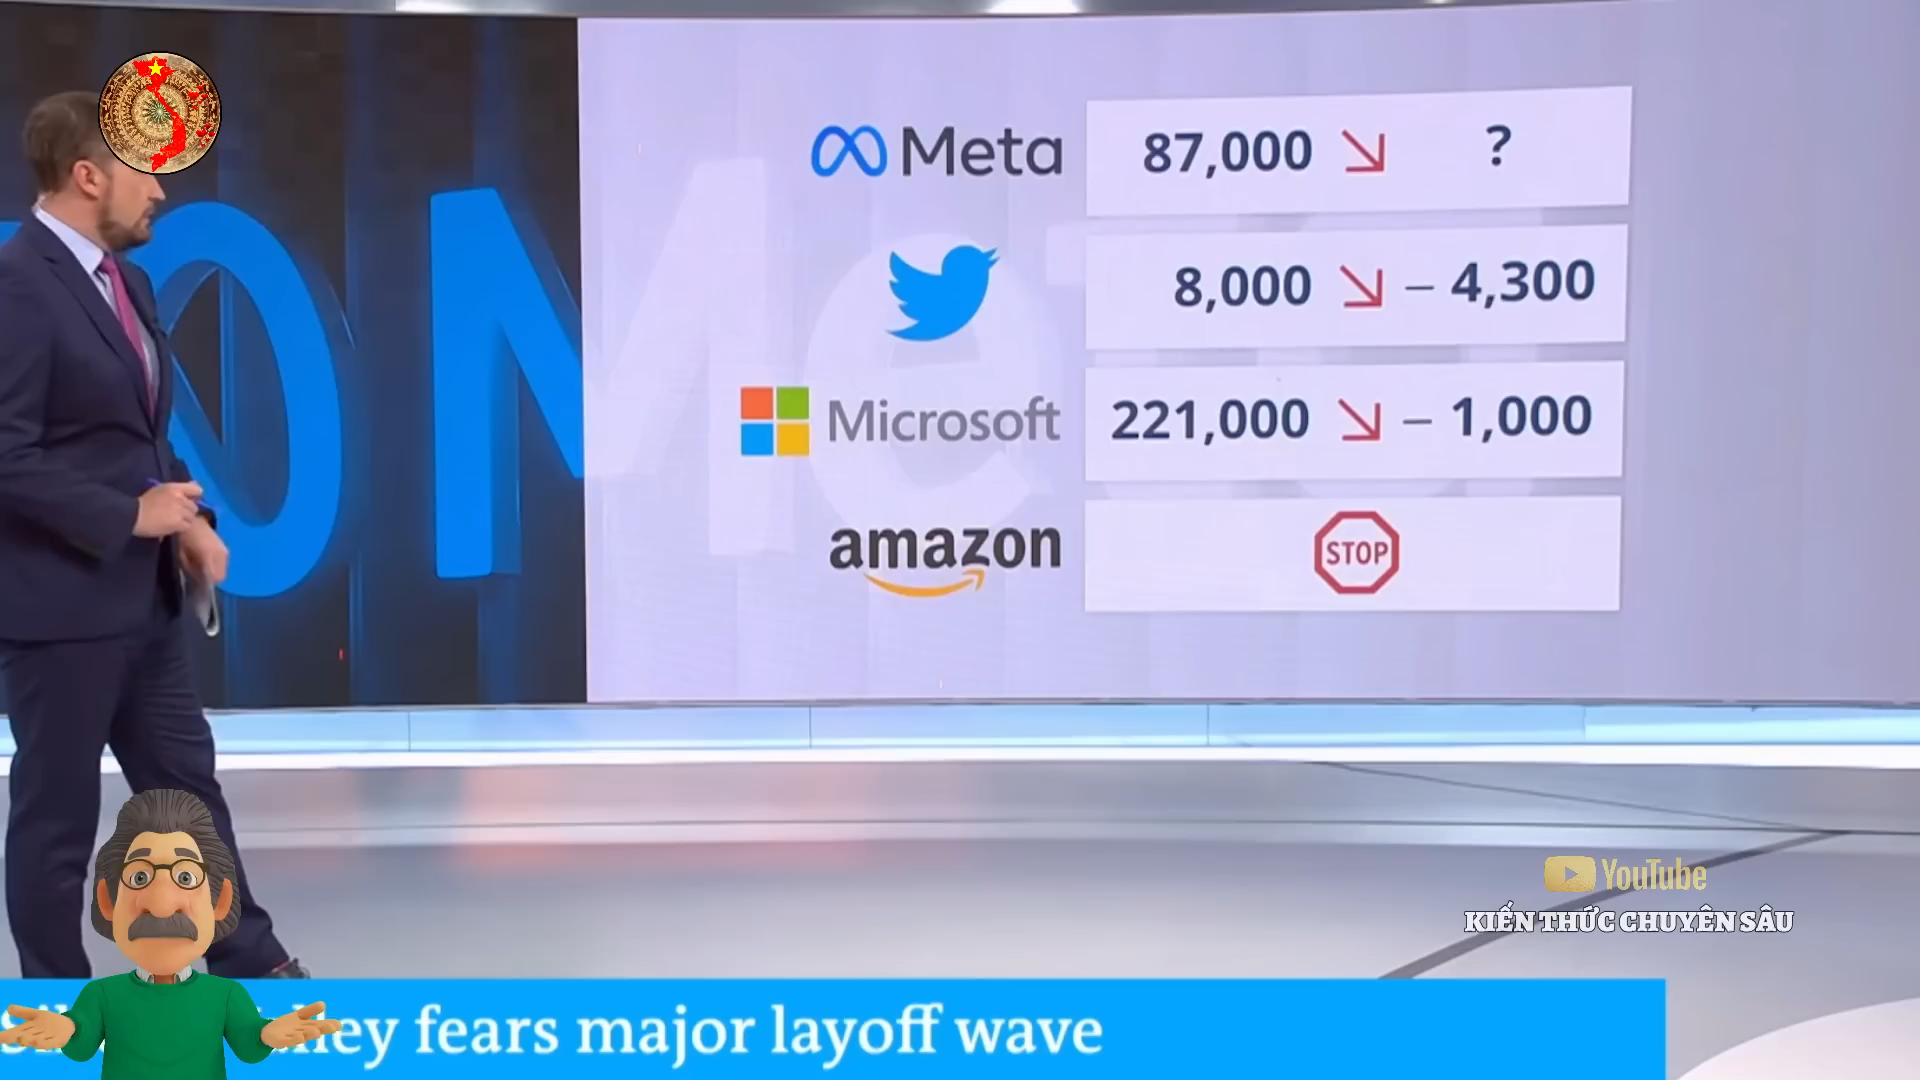 Meta 87,000 ?
8,000 – 4,300
Microsoft 221,000 – 1,000
amazon STOP
YouTube
KIẾN THỨC CHUYÊN SÂU
fears major layoff wave